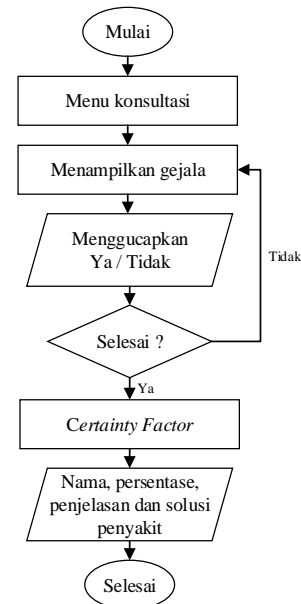 Mulai
Menu konsultasi
Menampilkan gejala
Menggucapkan
Ya / Tidak
Tidak
Selesai ?
Ya
Certainty Factor
Nama, persentase,
penjelasan dan solusi
penyakit
Selesai